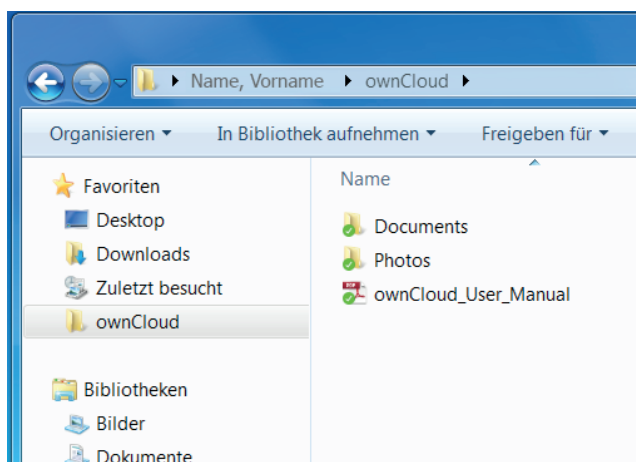 Name, Vorname ownCloud
Organisieren In Bibliothek aufnehmen Freigeben für
Favoriten
Desktop
Downloads
Zuletzt besucht
ownCloud
Bibliotheken
Bilder
Dokumente
Name
Documents
Photos
PDF
ownCloud_User_Manual